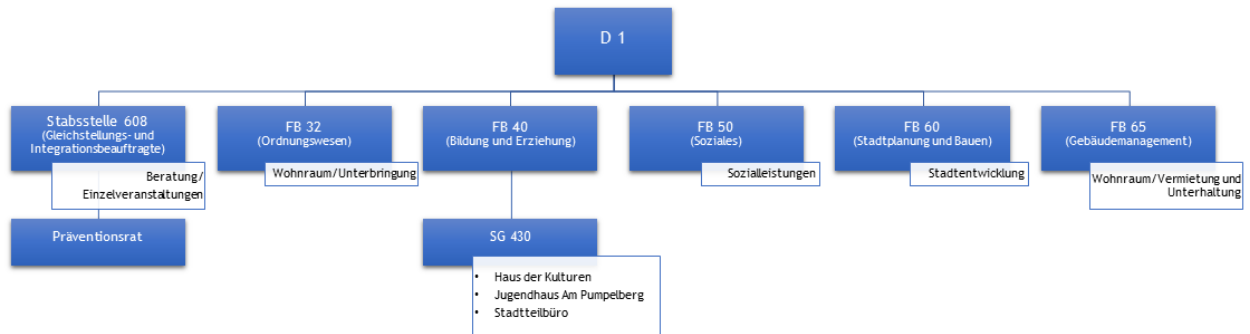 D 1
Stabsstelle 608
(Gleichstellungs- und
Integrationsbeauftragte)
Beratung/
Einzelveranstaltungen
Präventionsrat
FB 32
(Ordnungswesen)
Wohnraum/Unterbringung
FB 40
(Bildung und Erziehung)
SG 430
• Haus der Kulturen
• Jugendhaus Am Pumpelberg
• Stadtteilbüro
FB 50
(Soziales)
Sozialleistungen
FB 60
(Stadtplanung und Bauen)
Stadtentwicklung
FB 65
(Gebäudemanagement)
Wohnraum/Vermietung und
Unterhaltung